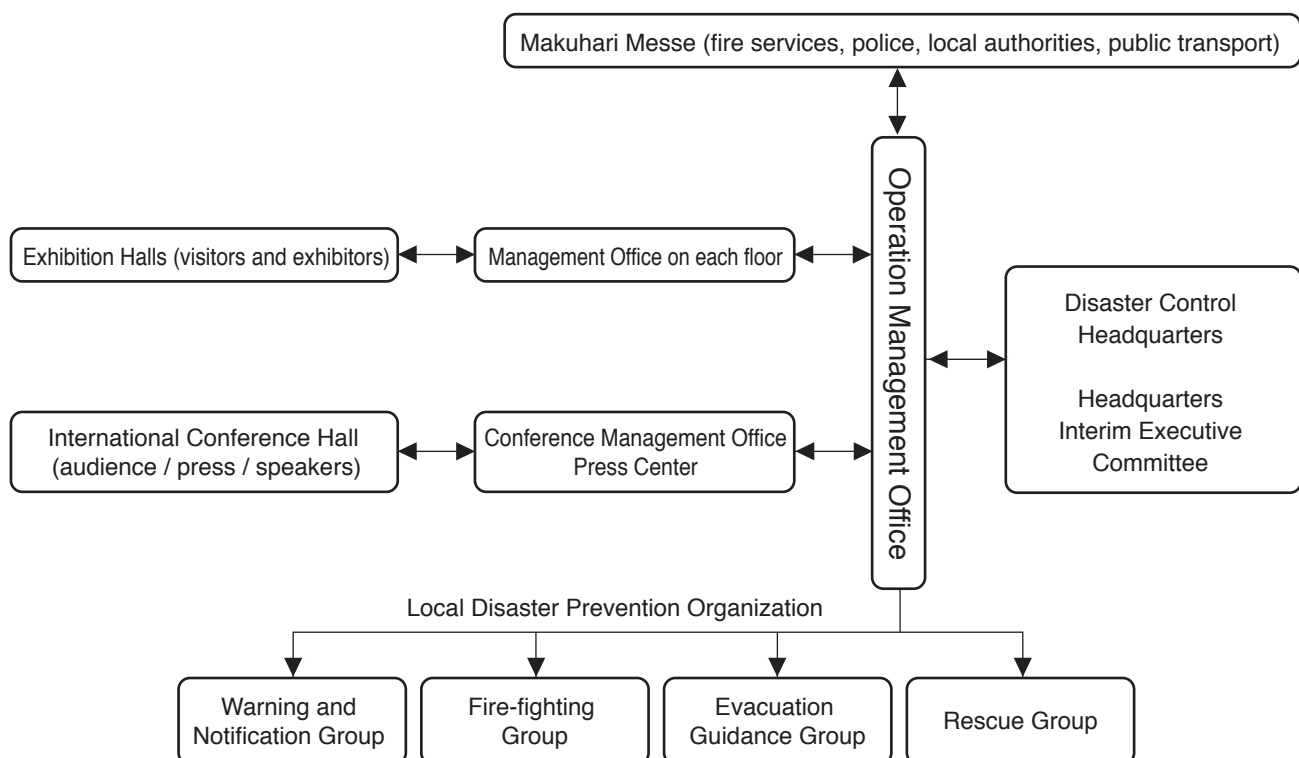 Makuhari Messe (fire services, police, local authorities, public transport)
Operation Management Office
Exhibition Halls (visitors and exhibitors)
Management Office on each floor
Disaster Control
Headquarters
Headquarters
Interim Executive
Committee
International Conference Hall
(audience / press / speakers)
Conference Management Office
Press Center
Local Disaster Prevention Organization
Warning and
Notification Group
Fire-fighting
Group
Evacuation
Guidance Group
Rescue Group